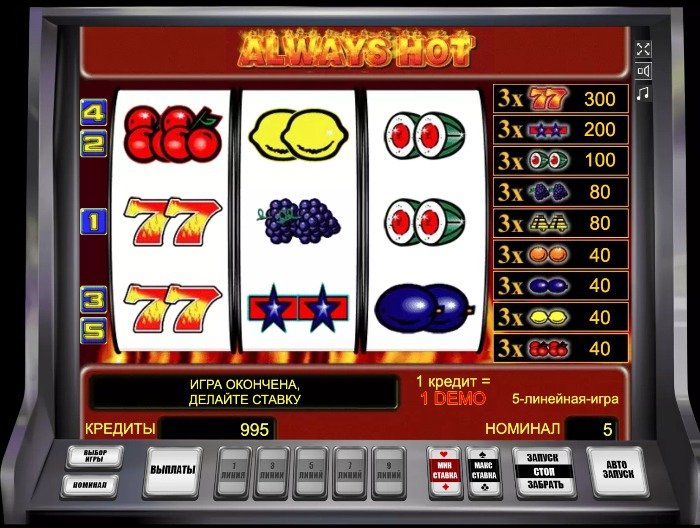 ALWAYS HOT
4
2
1
3
5
77
77
3x 77 300
3x 200
3x 100
3x 80
3x 80
3x 40
3x 40
3x 40
3x 40
ИГРА ОКОНЧЕНА,
ДЕЛАЙТЕ СТАВКУ
1 кредит =
1 DEMO
5-линейная-игра
КРЕДИТЫ 995
НОМИНАЛ 5
ВЫБОР
ИГРЫ
НОМИНАЛ
ВЫПЛАТЫ
1
ЛИНИЯ
3
ЛИНИИ
5
ЛИНИЙ
7
ЛИНИЙ
9
ЛИНИЙ
МИН
СТАВКА
МАКС
СТАВКА
ЗАПУСК
СТОП
ЗАБРАТЬ
АВТО
ЗАПУСК